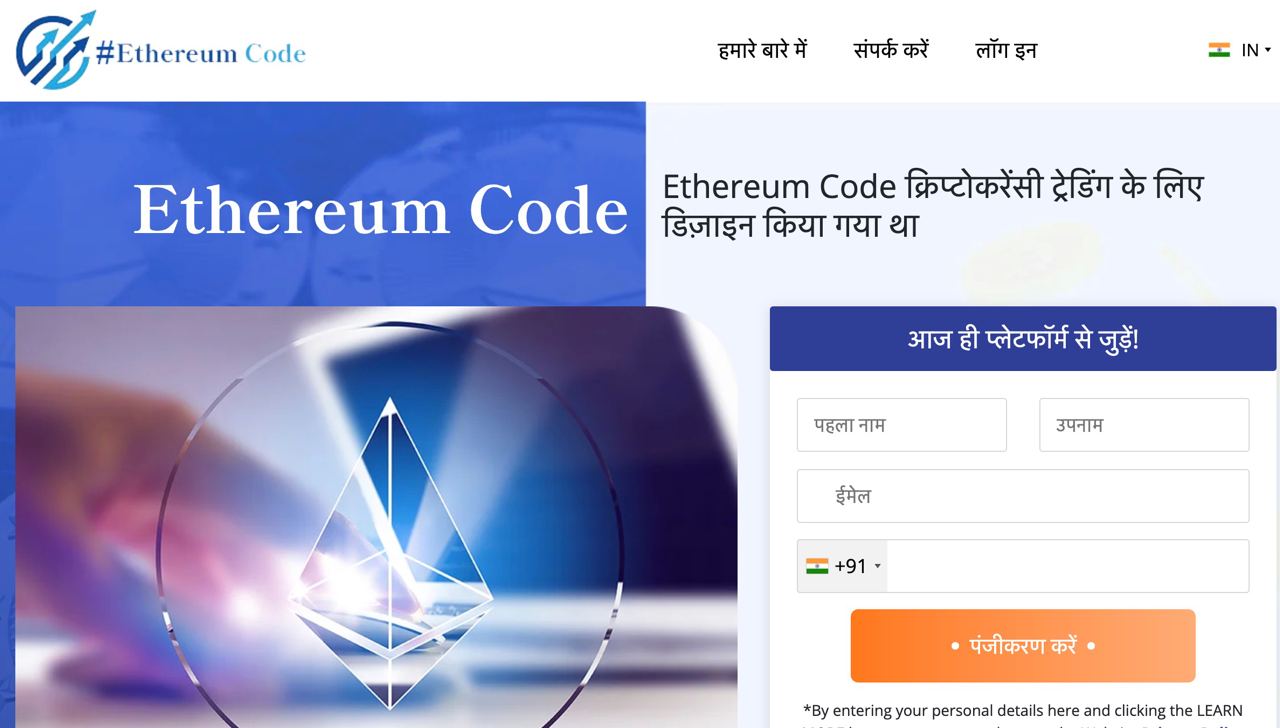 #Ethereum Code
हमारे बारे में
संपर्क करें
लॉग इन
IN
Ethereum Code
Ethereum Code क्रिप्टोकरेंसी ट्रेडिंग के लिए
डिज़ाइन किया गया था
आज ही प्लेटफॉर्म से जुड़ें!
पहला नाम
उपनाम
ईमेल
+91
• पंजीकरण करें •
*By entering your personal details here and clicking the LEARN